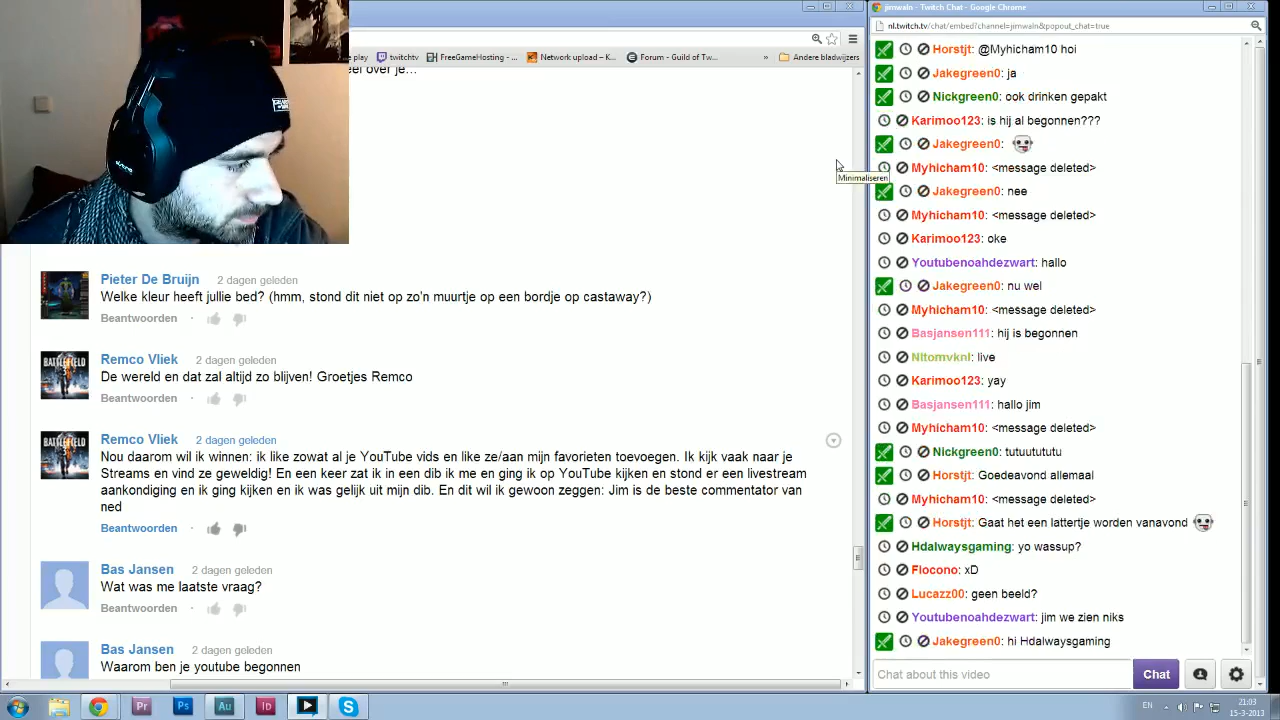 jimwaln - Twitch Chat - Google Chrome
nl.twitch.tv/chat/embed?channel=jimwaln&popout_chat=true
play
twitchtv
FreeGameHosting - ...
Network upload – K...
Forum - Guild of Tw...
»
Andere bladwijzers
eel over je...
Minimaliseren
Pieter De Bruijn 2 dagen geleden
Welke kleur heeft jullie bed? (hmm, stond dit niet op zo'n muurtje op een bordje op castaway?)
Beantwoorden ·
Remco Vliek 2 dagen geleden
De wereld en dat zal altijd zo blijven! Groetjes Remco
Beantwoorden ·
Remco Vliek 2 dagen geleden
Nou daarom wil ik winner: ik like zowat al je YouTube vids en like ze/aan mijn favorieten toevoegen. Ik kijk vaak naar je
Streams en vind ze geweldig! En een keer zat ik in een dib ik me en ging ik op YouTube kijken en stond er een livestream
aankondiging en ik ging kijken en ik was gelijk uit mijn dib. En dit wil ik gewoon zeggen: Jim is de beste commentator van
ned
Beantwoorden ·
Bas Jansen 2 dagen geleden
Wat was me laatste vraag?
Beantwoorden ·
Bas Jansen 2 dagen geleden
Waarom ben je youtube begonnen
Horstjt: @Myhicham10 hoi
Jakegreen0: ja
Nickgreen0: ook drinken gepakt
Karimoo123: is hij al begonnen???
Jakegreen0:
Myhicham10: <message deleted>
Jakegreen0: nee
Myhicham10: <message deleted>
Karimoo123: oke
Youtubenoahdezwart: hallo
Jakegreen0: nu wel
Myhicham10: <message deleted>
Basjansen111: hij is begonnen
Nitomvknl: live
Karimoo123: yay
Basjansen111: hallo jim
Myhicham10: <message deleted>
Nickgreen0: tutuutututu
Horstjt: Goedeavond allemaal
Myhicham10: <message deleted>
Horstjt: Gaat het een lattertje worden vanavond
Hdalwaysgaming: yo wassup?
Flocono: xD
Lucazz00: geen beeld?
Youtubenoahdezwart: jim we zien niks
Jakegreen0: hi Hdalwaysgaming
Chat about this video
Chat
Pr
Ps
Au
Id
EN
21:03
15-3-2013